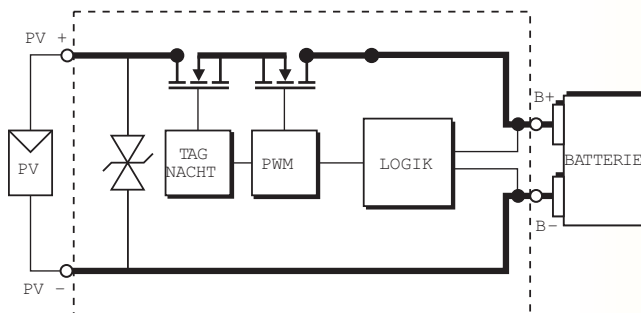 PV +
B+
TAG
NACHT
PWM
LOGIK
BATTERIE
PV
B-
PV -